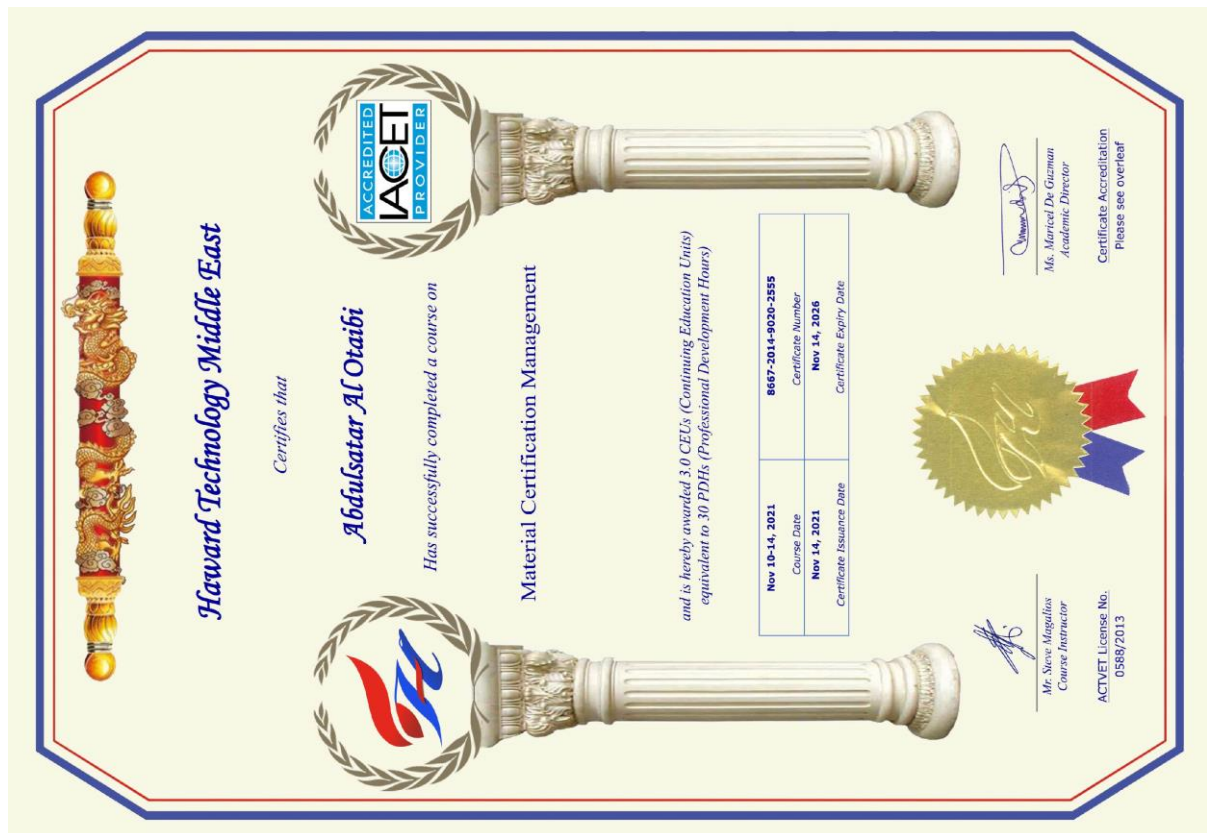 Haward Technology Middle East
Certifies that
Abdulsatar Al Otaibi
Has successfully completed a course on
Material Certification Management
ACCREDITED
IACET
PROVIDER
and is hereby awarded 3.0 CEUs (Continuing Education Units)
equivalent to 30 PDHs (Professional Development Hours)
Nov 10-14, 2021
8667-2014-9020-2555
Course Date
Certificate Number
Nov 14, 2021
Nov 14, 2026
Certificate Issuance Date
Certificate Expiry Date
Mr. Steve Magalios
Course Instructor
Ms. Maricel De Guzman
Academic Director
ACTVET License No.
0588/2013
Certificate Accreditation
Please see overleaf